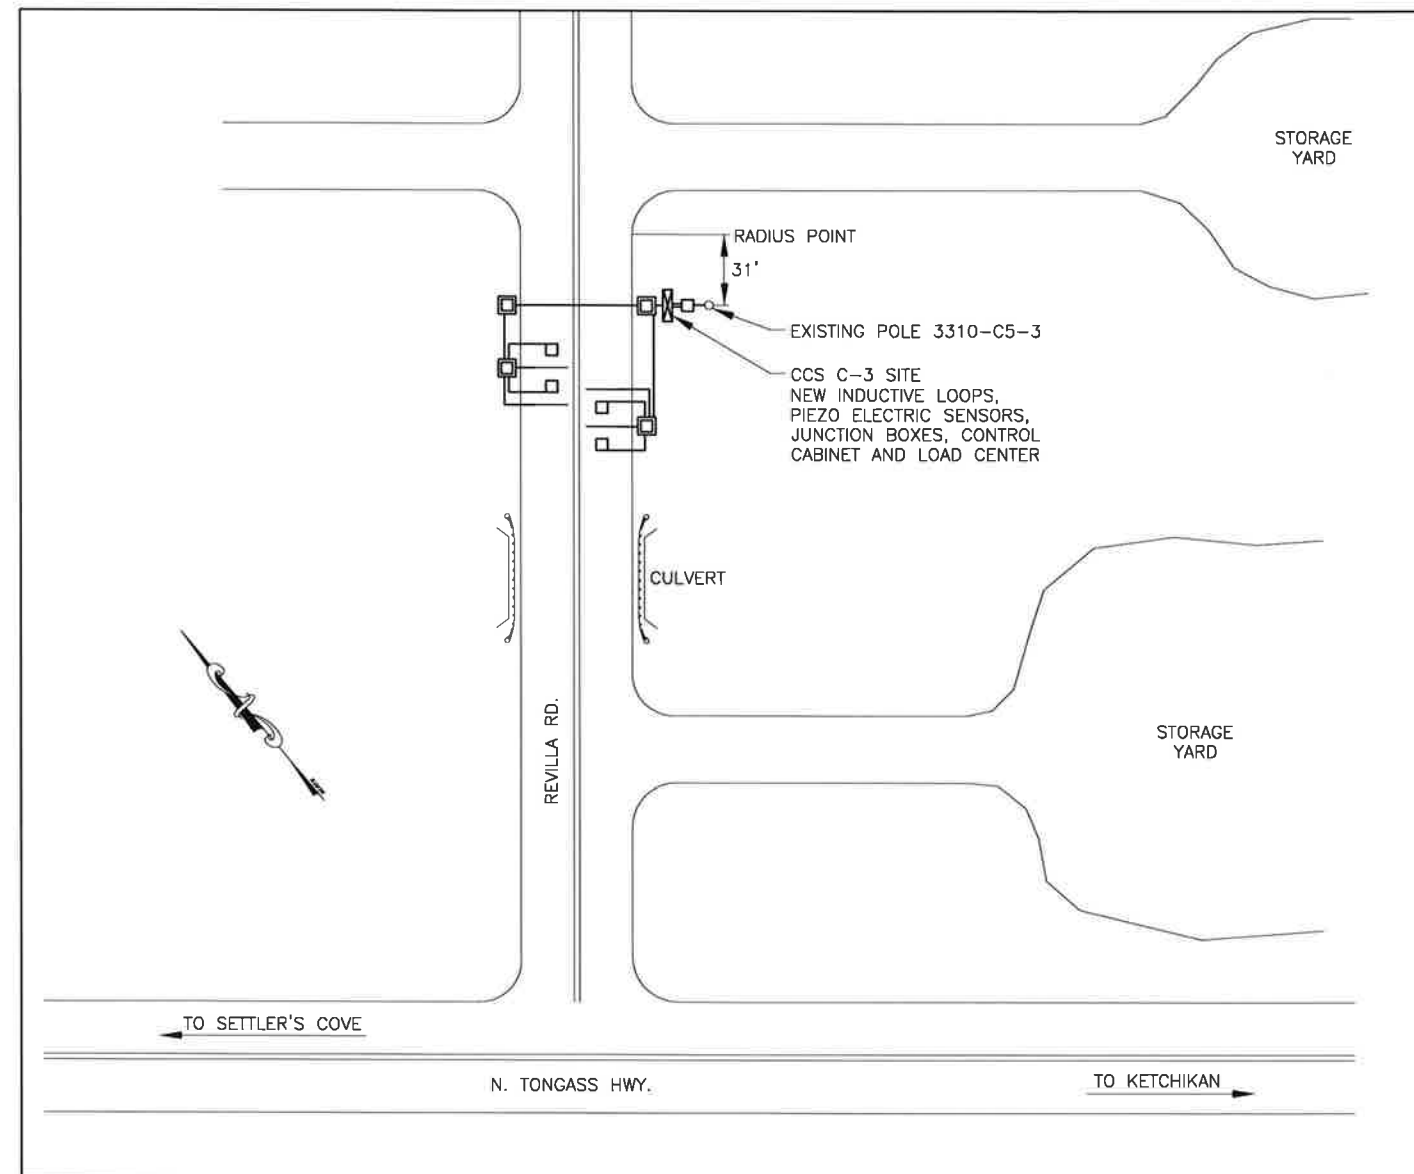 STORAGE
YARD
RADIUS POINT
31'
EXISTING POLE 3310-C5-3
CCS C-3 SITE
NEW INDUCTIVE LOOPS,
PIEZO ELECTRIC SENSORS,
JUNCTION BOXES, CONTROL
CABINET AND LOAD CENTER
CULVERT
REVILLA RD.
STORAGE
YARD
TO SETTLER'S COVE
N. TONGASS HWY.
TO KETCHIKAN